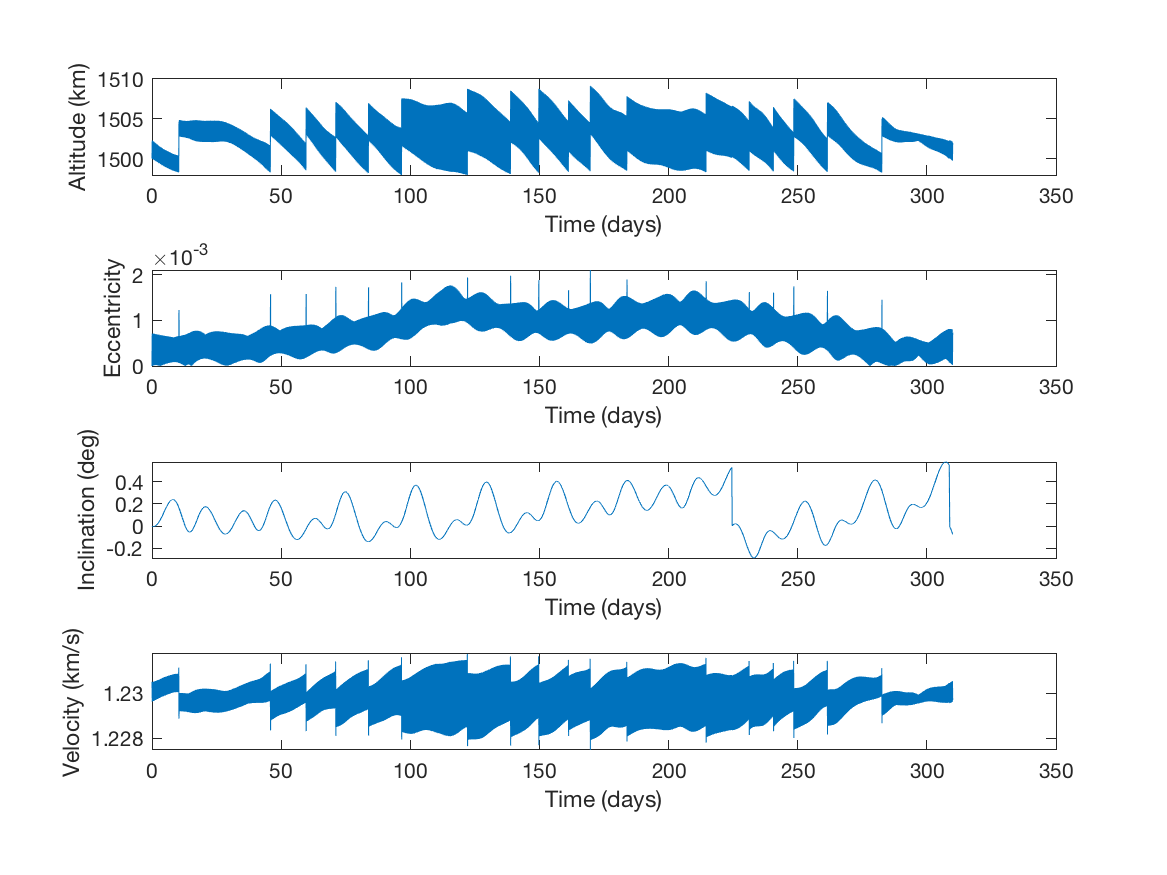 Altitude (km)
1510
1505
1500
0 50 100 150 200 250 300 350
Time (days)
×10-3
Eccentricity
2
1
0
0 50 100 150 200 250 300 350
Time (days)
Inclination (deg)
0.4
0.2
0
-0.2
0 50 100 150 200 250 300 350
Time (days)
Velocity (km/s)
1.23
1.228
0 50 100 150 200 250 300 350
Time (days)